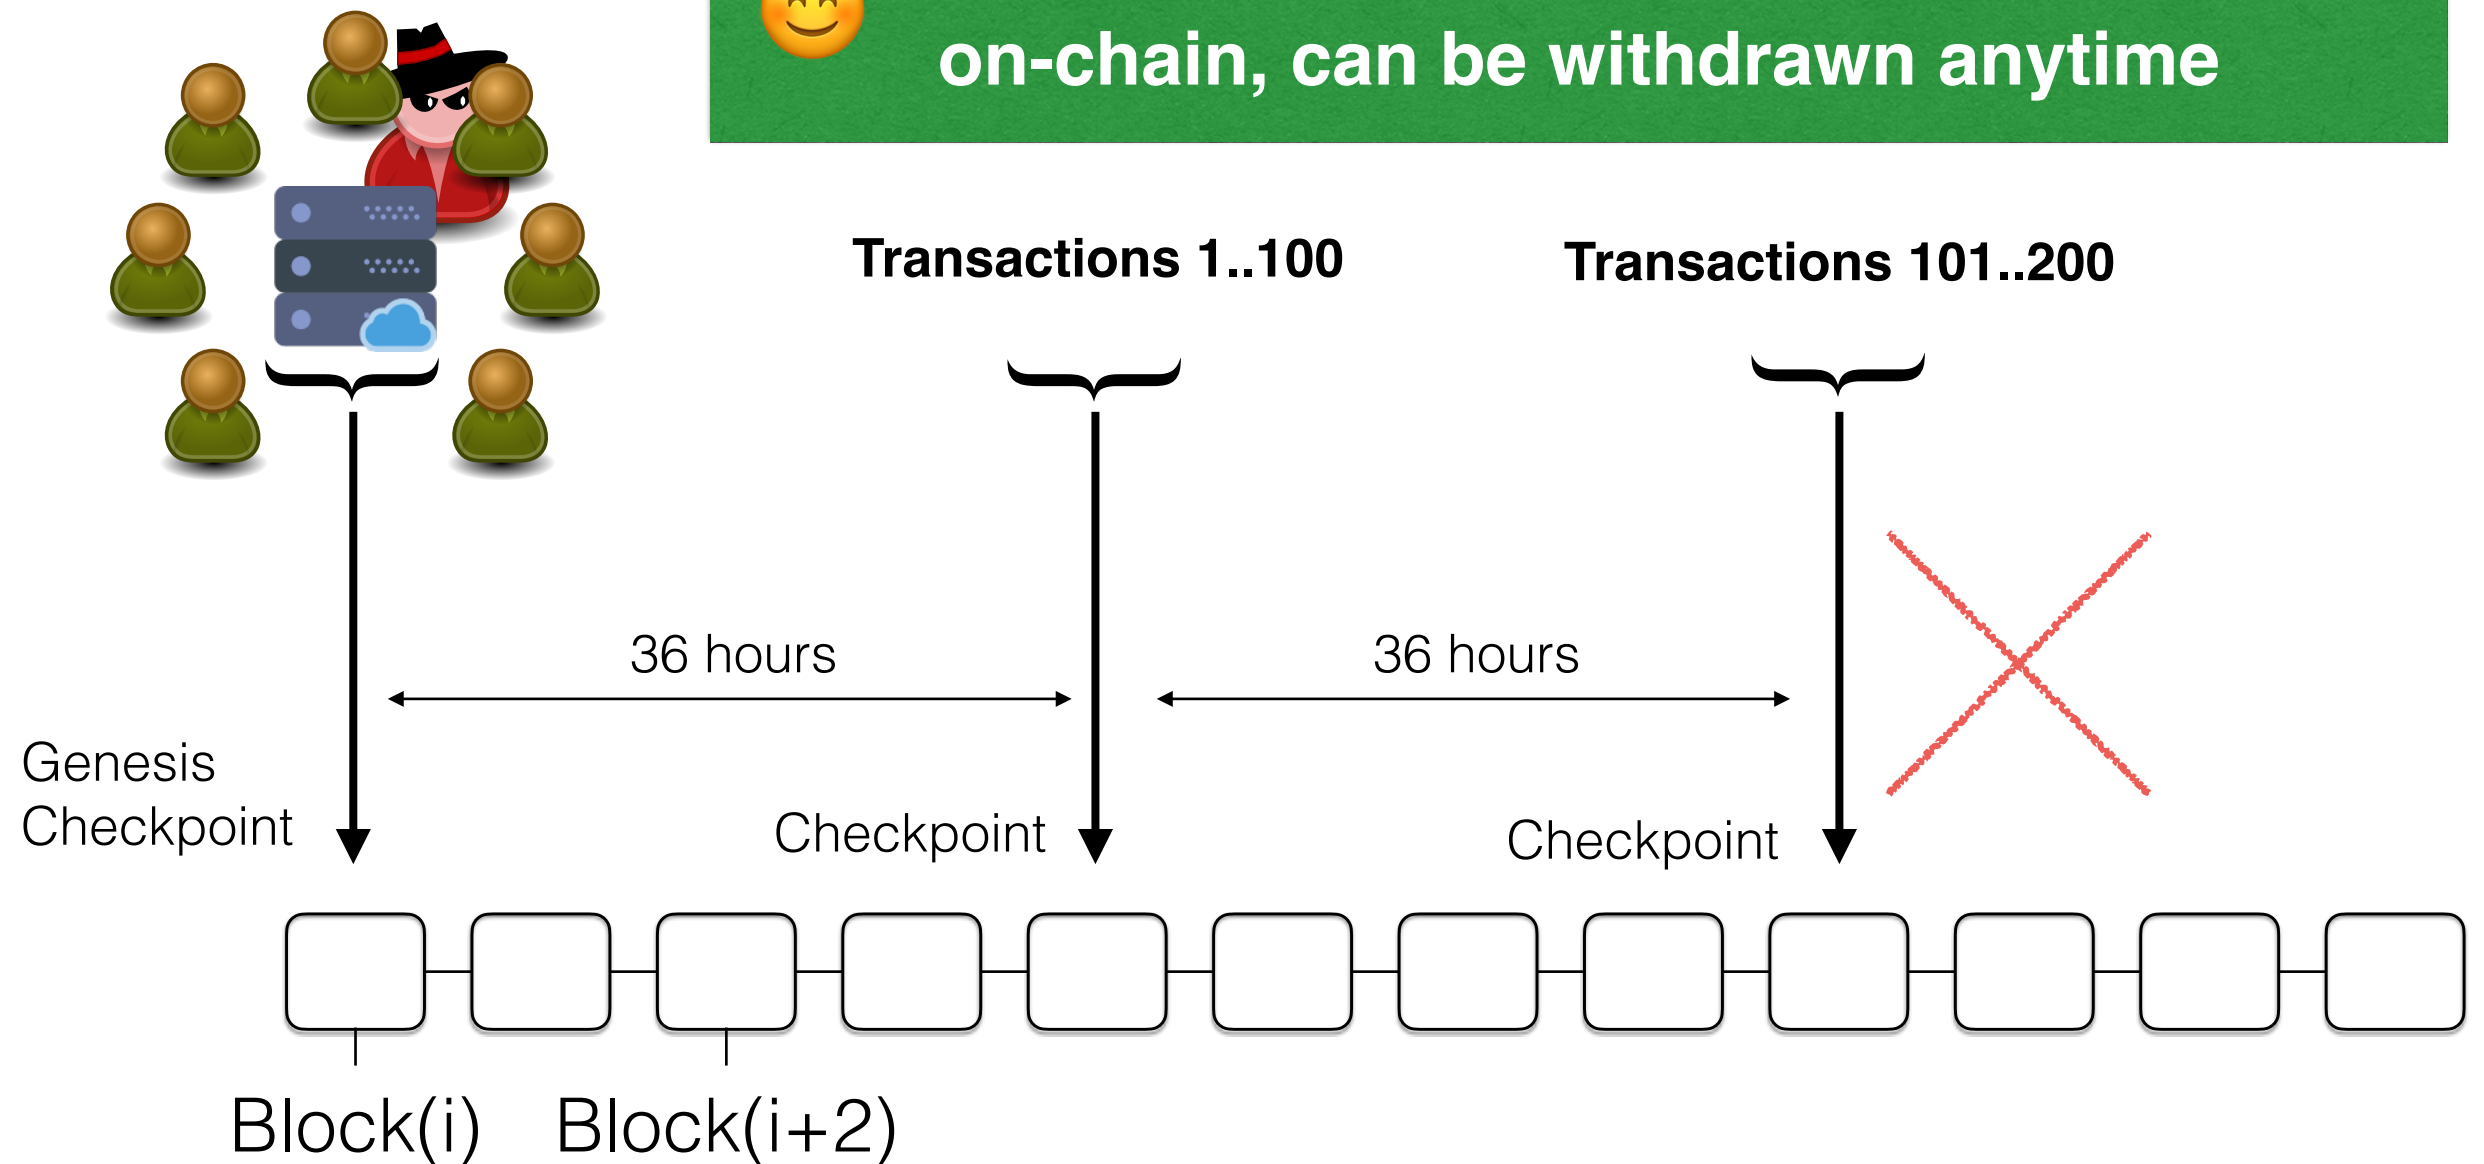 on-chain, can be withdrawn anytime
Transactions 1..100
Transactions 101..200
36 hours
36 hours
Genesis
Checkpoint
Checkpoint
Checkpoint
Block(i)
Block(i+2)